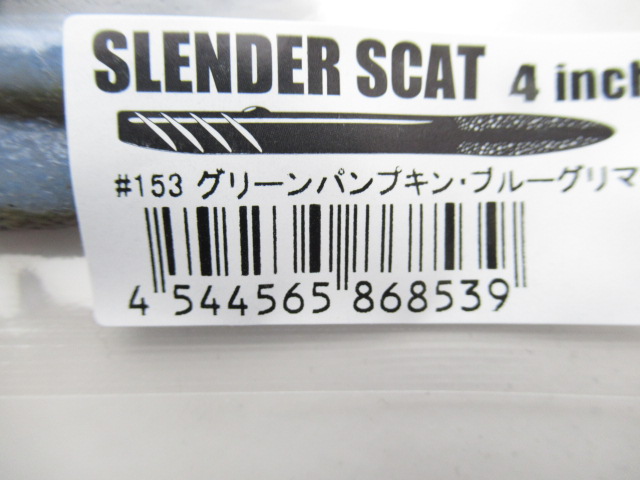 SLENDER SCAT 4 inch
#153 グリーンパンプキン・ブルーグリマ
4 544565 868539